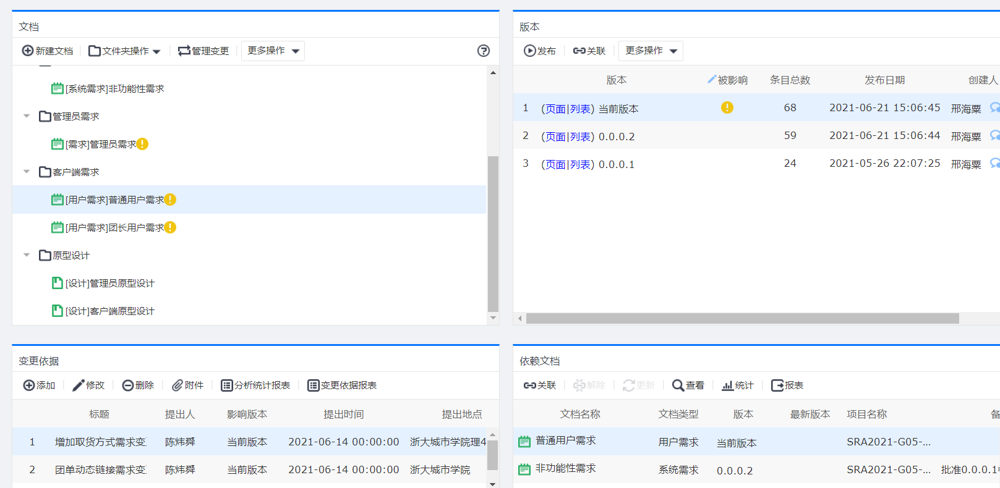 文档
新建文档 文件夹操作 管理变更 更多操作
[系统需求]非功能性需求
管理员需求
[需求]管理员需求
客户端需求
[用户需求]普通用户需求
[用户需求]团长用户需求
原型设计
[设计]管理员原型设计
[设计]客户端原型设计
版本
发布 关联 更多操作
版本 被影响 条目总数 发布日期 创建人
1 (页面|列表) 当前版本 68 2021-06-21 15:06:45 邢海粟
2 (页面|列表) 0.0.0.2 59 2021-06-21 15:06:44 邢海粟
3 (页面|列表) 0.0.0.1 24 2021-05-26 22:07:25 邢海粟
变更依据
添加 修改 删除 附件 分析统计报表 变更依据报表
标题 提出人 影响版本 提出时间 提出地点
1 增加取货方式需求变 陈炜舜 当前版本 2021-06-14 00:00:00 浙大城市学院理4
2 团单动态链接需求变 陈炜舜 当前版本 2021-06-14 00:00:00 浙大城市学院
依赖文档
关联 解除 更新 查看 统计 报表
文档名称 文档类型 版本 最新版本 项目名称 备
普通用户需求 用户需求 当前版本 SRA2021-G05-...
非功能性需求 系统需求 0.0.0.2 SRA2021-G05-... 批准0.0.0.1